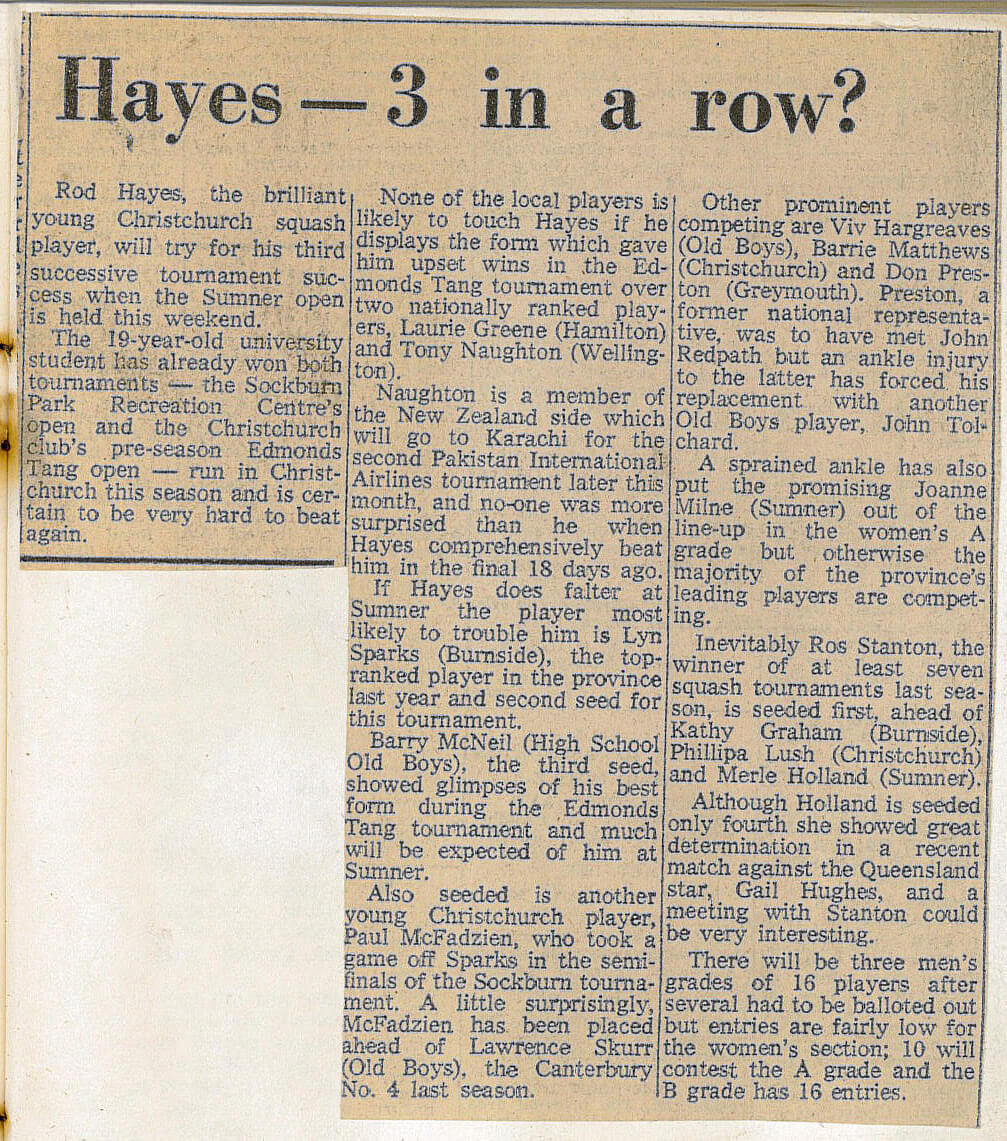 Hayes — 3 in a row?
Rod Hayes, the brilliant
young Christchurch squash
player, will try for his third
successive tournament suc-
cess when the Sumner open
is held this weekend.
The 19-year-old university
student has already won both
tournaments — the Sockburn
Park Recreation Centre's
open and the Christchurch
club's pre-season Edmonds
Tang open — run in Christ-
church this season and is cer-
tain to be very hard to beat
again.
None of the local players is
likely to touch Hayes if he
displays the form which gave
him upset wins in the Ed-
monds Tang tournament over
two nationally ranked play-
ers, Laurie Greene (Hamilton)
and Tony Naughton (Welling-
ton).
Naughton is a member of
the New Zealand side which
will go to Karachi for the
second Pakistan International
Airlines tournament later this
month, and no-one was more
surprised than he when
Hayes comprehensively beat
him in the final 18 days ago.
If Hayes does falter at
Sumner the player most
likely to trouble him is Lyn
Sparks (Burnside), the top-
ranked player in the province
last year and second seed for
this tournament.
Barry McNeil (High School
Old Boys), the third seed,
showed glimpses of his best
form during the Edmonds
Tang tournament and much
will be expected of him at
Sumner.
Also seeded is another
young Christchurch player,
Paul McFadzien, who took a
game off Sparks in the semi-
finals of the Sockburn tourna-
ment. A little surprisingly,
McFadzien has been placed
ahead of Lawrence Skurr
(Old Boys), the Canterbury
No. 4 last season.
Other prominent players
competing are Viv Hargreaves
(Old Boys), Barrie Matthews
(Christchurch) and Don Pres-
ton (Greymouth). Preston, a
former national representa-
tive, was to have met John
Redpath but an ankle injury
to the latter has forced his
replacement with another
Old Boys player, John Tol-
chard.
A sprained ankle has also
put the promising Joanne
Milne (Sumner) out of the
line-up in the women's A
grade but otherwise the
majority of the province's
leading players are compet-
ing.
Inevitably Ros Stanton, the
winner of at least seven
squash tournaments last sea-
son, is seeded first, ahead of
Kathy Graham (Burnside),
Phillipa Lush (Christchurch)
and Merle Holland (Sumner).
Although Holland is seeded
only fourth she showed great
determination in a recent
match against the Queensland
star, Gail Hughes, and a
meeting with Stanton could
be very interesting.
There will be three men's
grades of 16 players after
several had to be balloted out
but entries are fairly low for
the women's section; 10 will
contest the A grade and the
B grade has 16 entries.